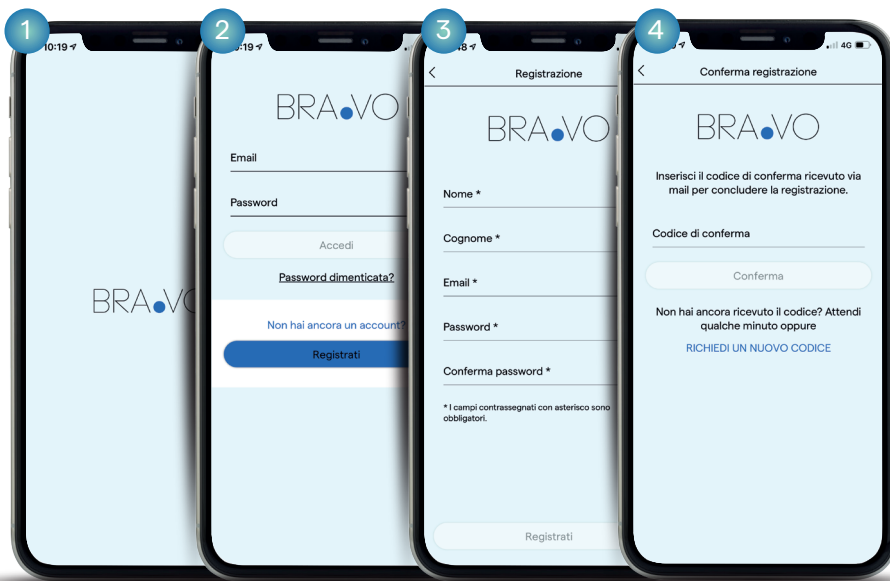 1
10:19
BRA.VO
2
:19
BRA.VO
Email
Password
Accedi
Password dimenticata?
Non hai ancora un account?
Registrati
3
Registrazione
BRA.VO
Nome *
Cognome *
Email *
Password *
Conferma password *
* I campi contrassegnati con asterisco sono
obbligatori.
Registrati
4
4G
Conferma registrazione
BRA.VO
Inserisci il codice di conferma ricevuto via
mail per concludere la registrazione.
Codice di conferma
Conferma
Non hai ancora ricevuto il codice? Attendi
qualche minuto oppure
RICHIEDI UN NUOVO CODICE